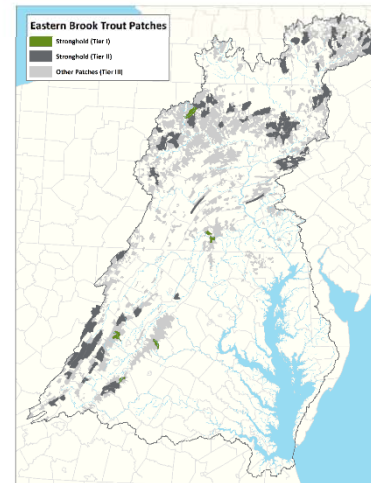 Eastern Brook Trout Patches
Stronghold (Tier I)
Stronghold (Tier II)
Other Patches (Tier III)